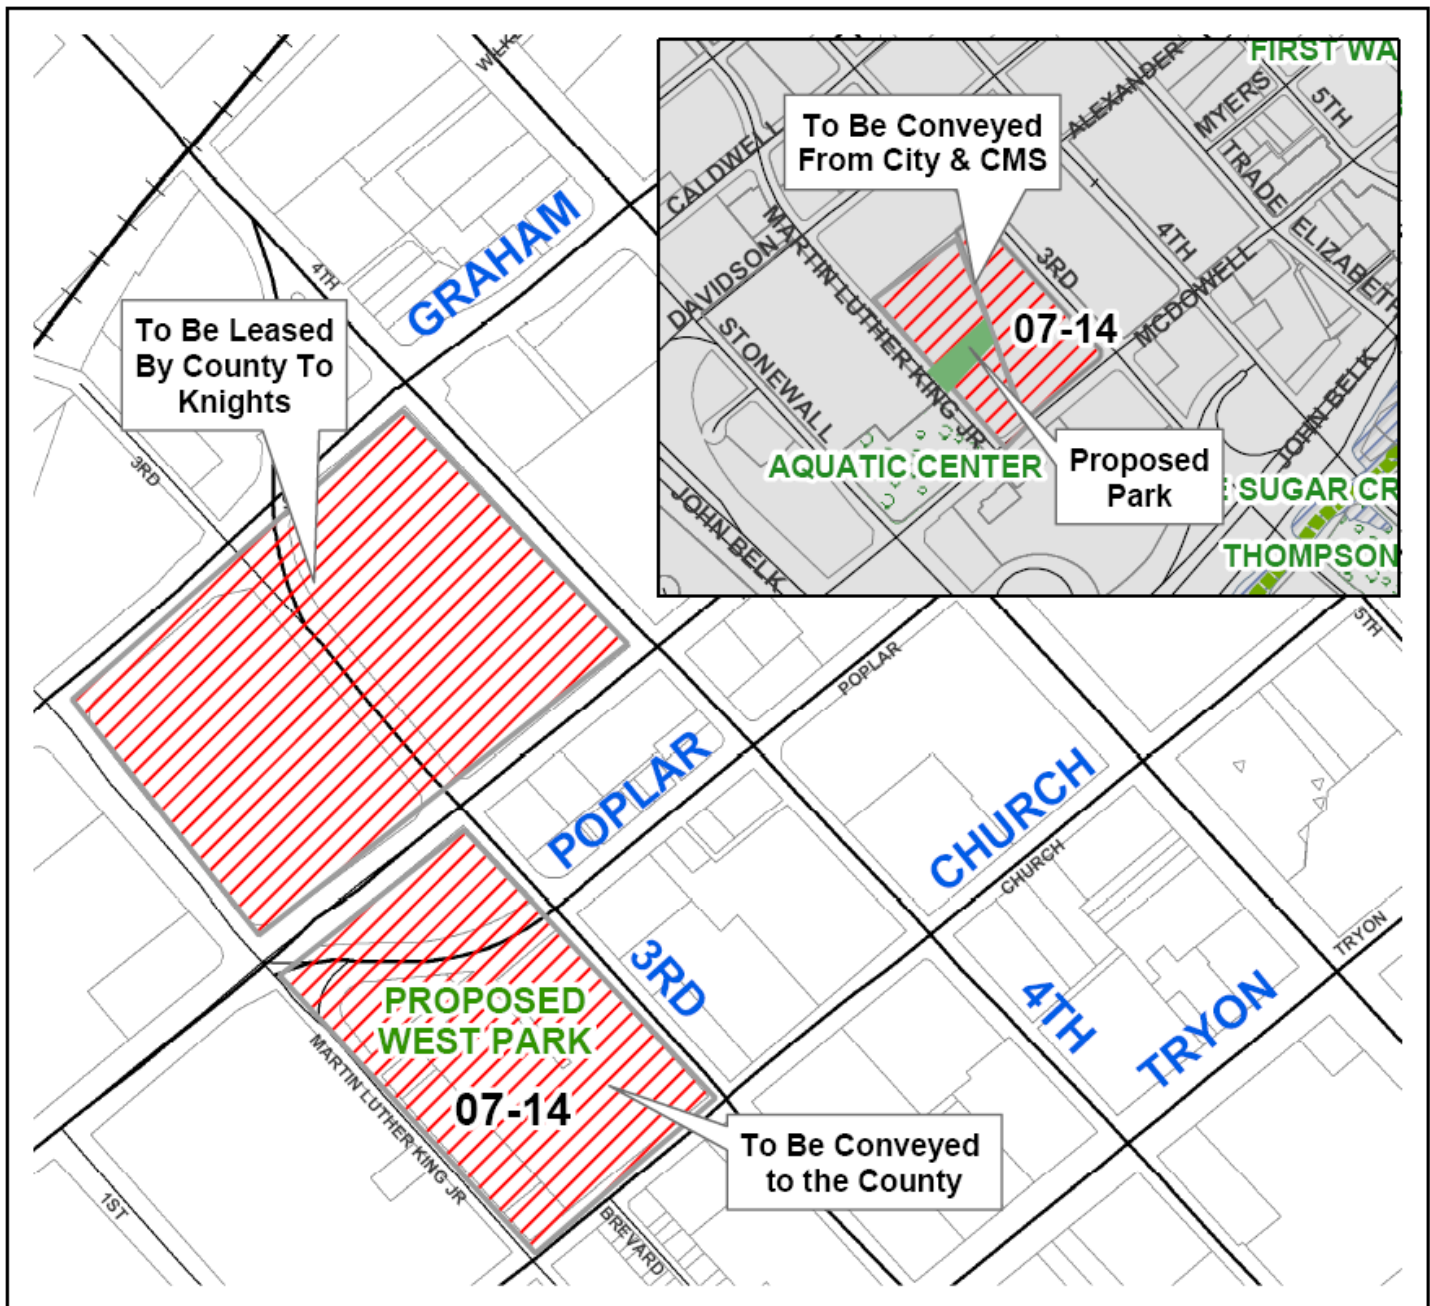 WILK
4TH
GRAHAM
To Be Leased
By County To
Knights
3RD
FIRST WA
To Be Conveyed
From City & CMS
ALEXANDER
MYERS
5TH
CALDWELL
TRADE
MARTIN LUTHER KING JR
3RD
4TH
ELIZABETH
DAVIDSON
MCDOWELL
07-14
STONEWALL
JOHN BELK
AQUATIC CENTER
Proposed
Park
E SUGAR CR
JOHN BELK
THOMPSON
5TH
POPLAR
POPLAR
CHURCH
CHURCH
TRYON
3RD
4TH
TRYON
PROPOSED
WEST PARK
07-14
MARTIN LUTHER KING JR
To Be Conveyed
to the County
1ST
BREVARD